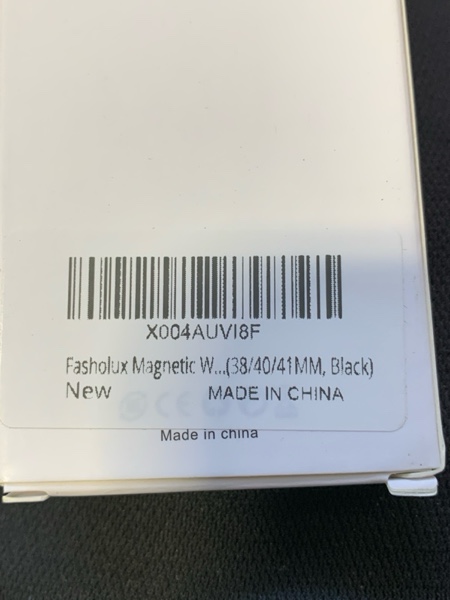 X004AUVI8F
Fasholux Magnetic W...(38/40/41MM, Black)
New MADE IN CHINA
Made in china